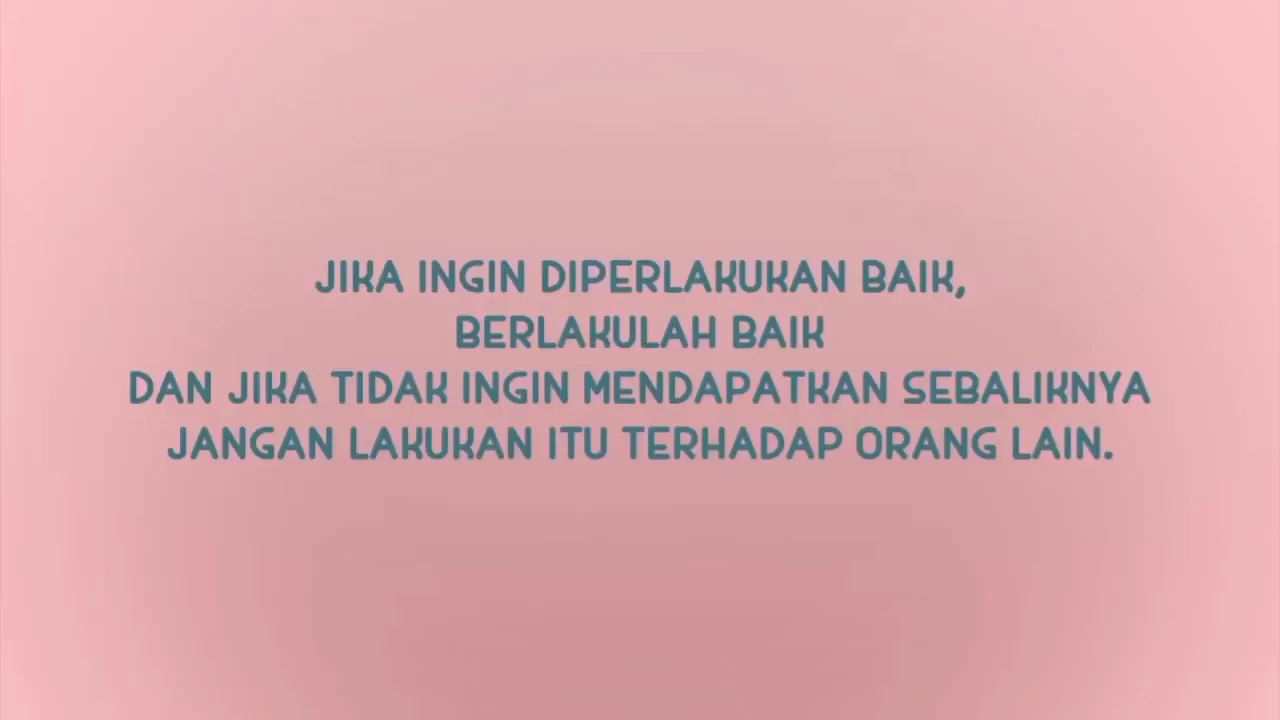 JIKA INGIN DIPERLAKUKAN BAIK,
BERLAKULAH BAIK
DAN JIKA TIDAK INGIN MENDAPATKAN SEBALIKNYA
JANGAN LAKUKAN ITU TERHADAP ORANG LAIN.